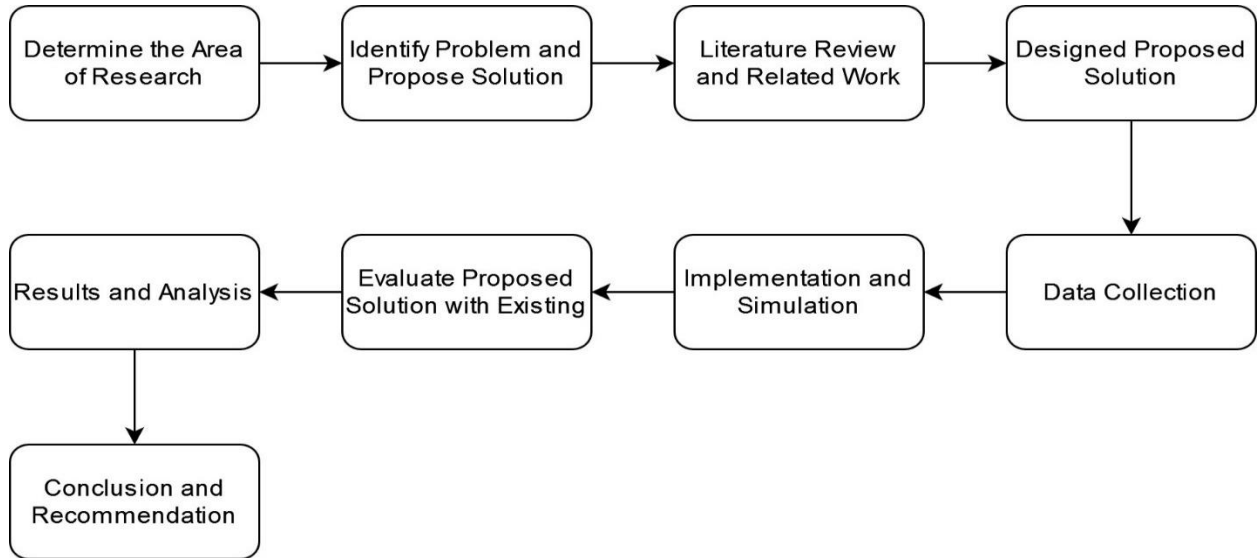 Determine the Area
of Research
Identify Problem and
Propose Solution
Literature Review
and Related Work
Designed Proposed
Solution
Data Collection
Implementation and
Simulation
Evaluate Proposed
Solution with Existing
Results and Analysis
Conclusion and
Recommendation